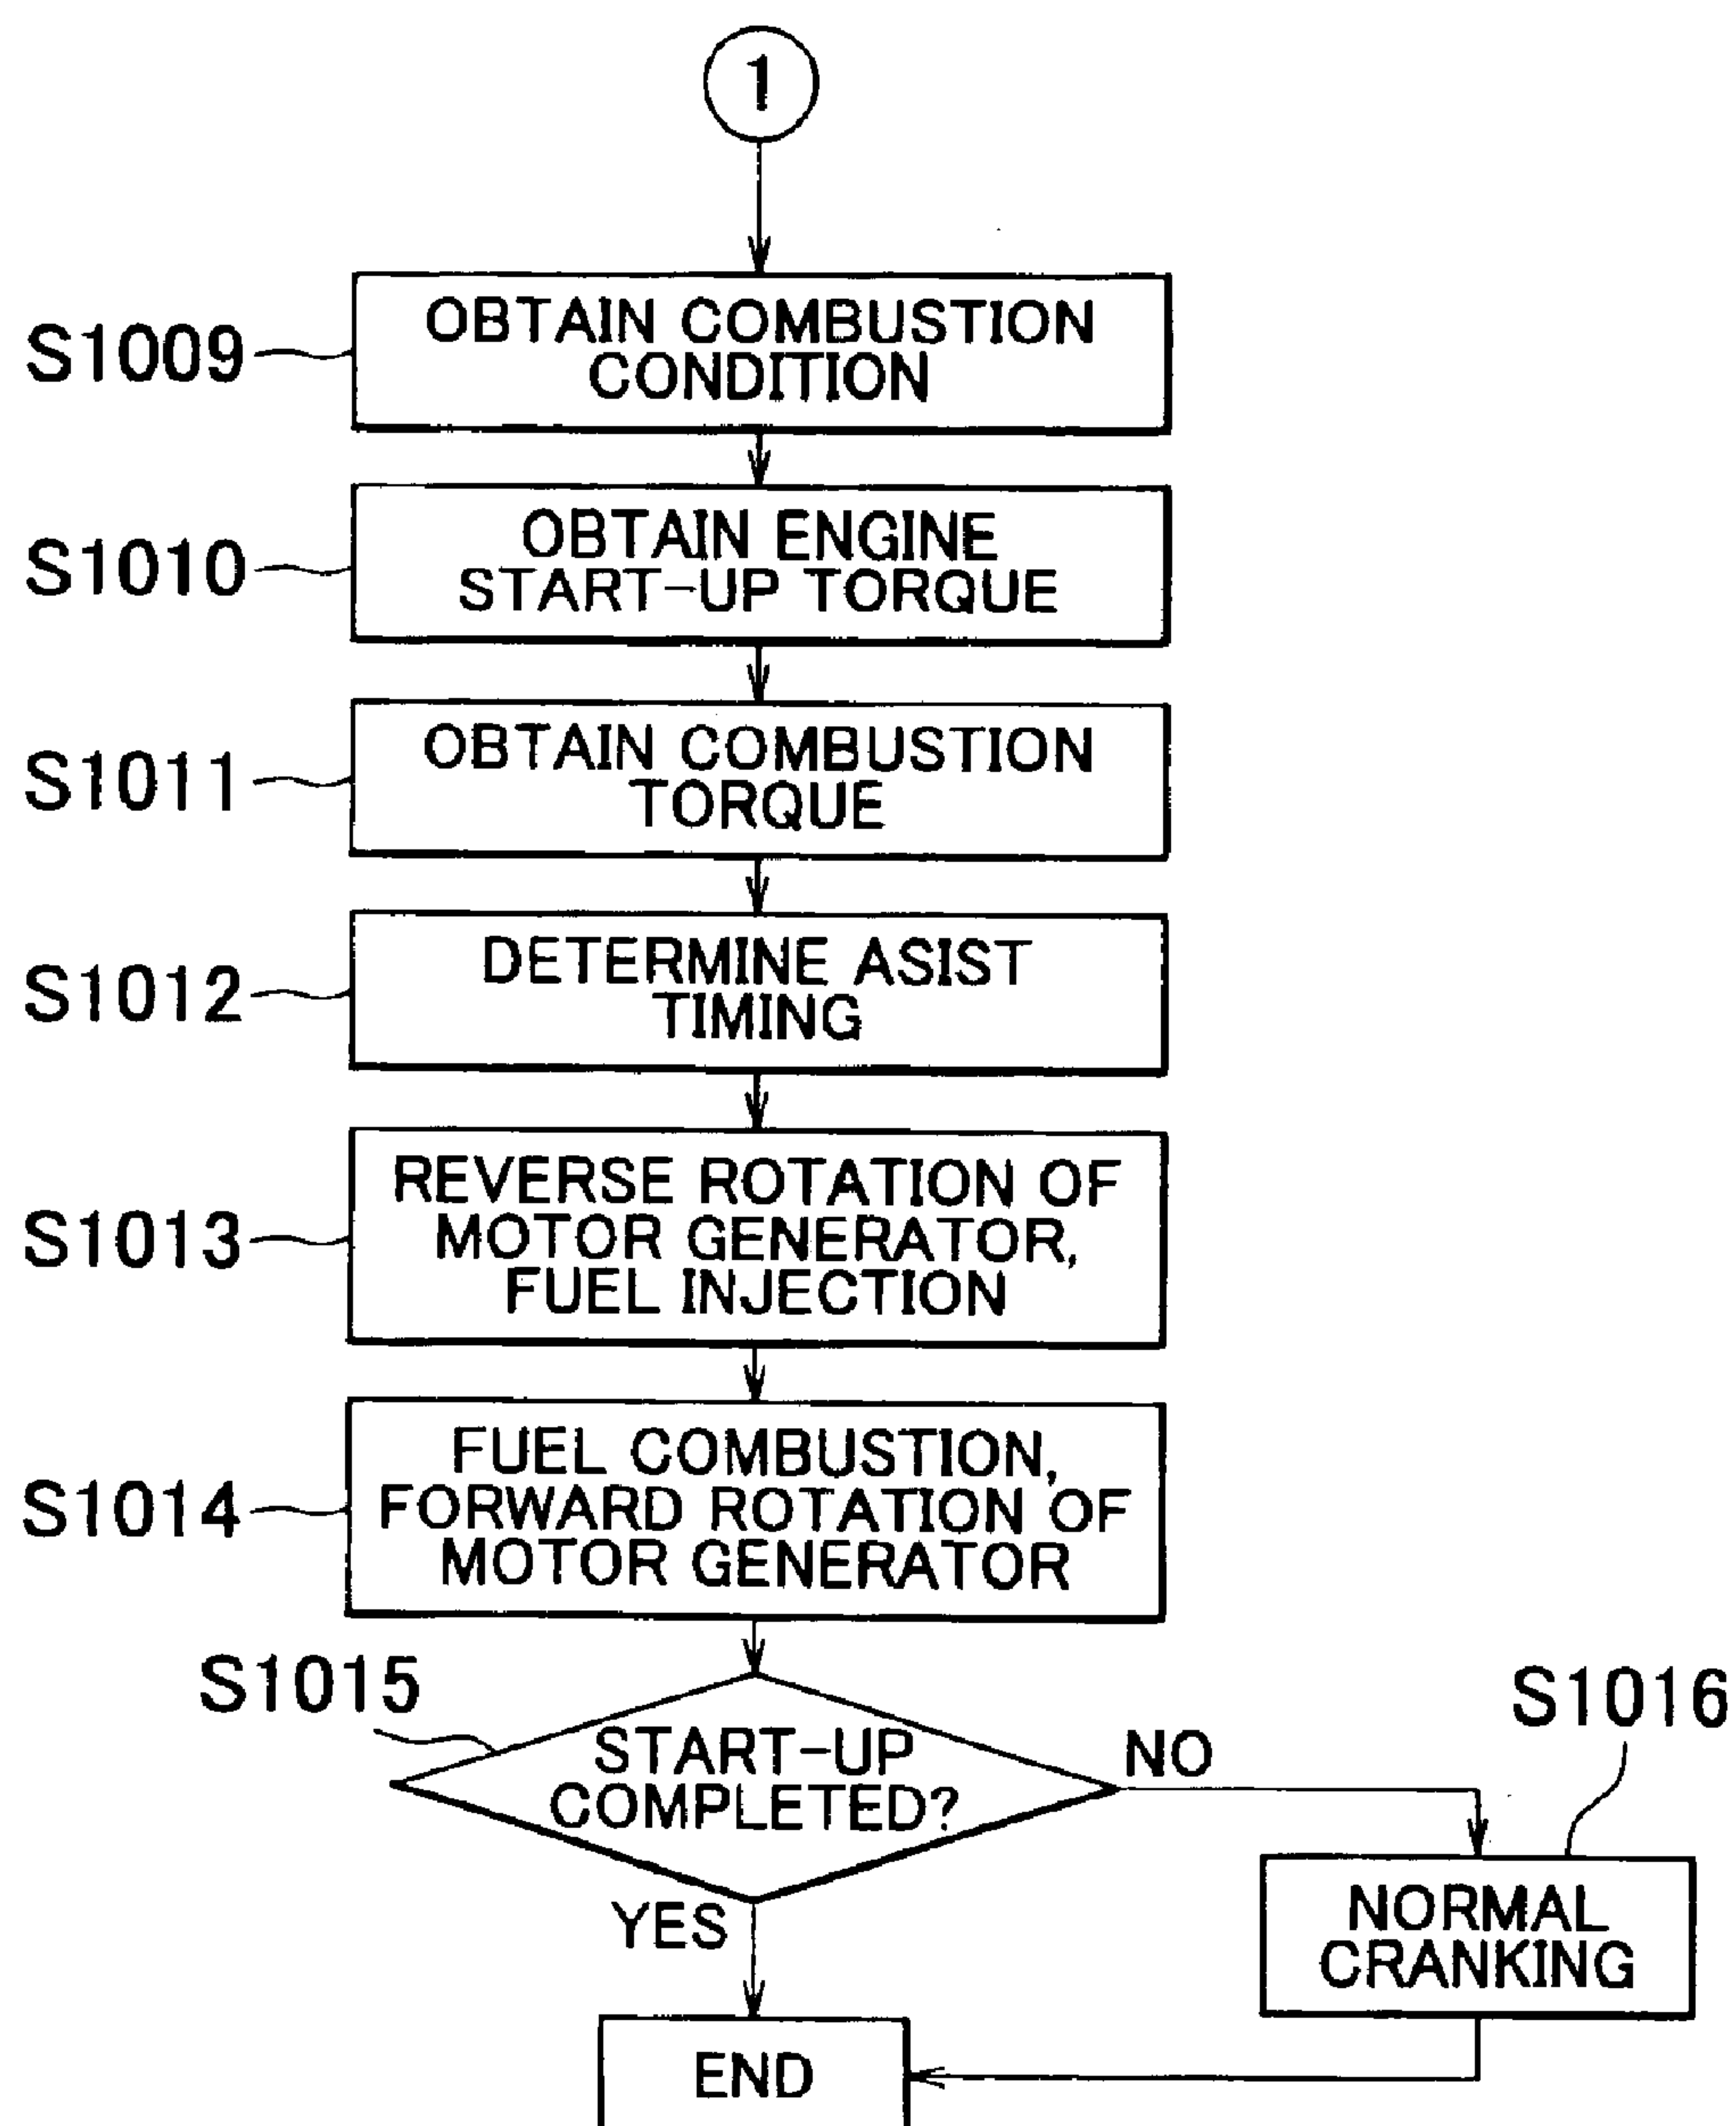 1
S1009
OBTAIN COMBUSTION
CONDITION
S1010
OBTAIN ENGINE
START-UP TORQUE
S1011
OBTAIN COMBUSTION
TORQUE
S1012
DETERMINE ASIST
TIMING
S1013
REVERSE ROTATION OF
MOTOR GENERATOR,
FUEL INJECTION
S1014
FUEL COMBUSTION,
FORWARD ROTATION OF
MOTOR GENERATOR
S1015
START-UP
COMPLETED?
NO
S1016
YES
NORMAL
CRANKING
END